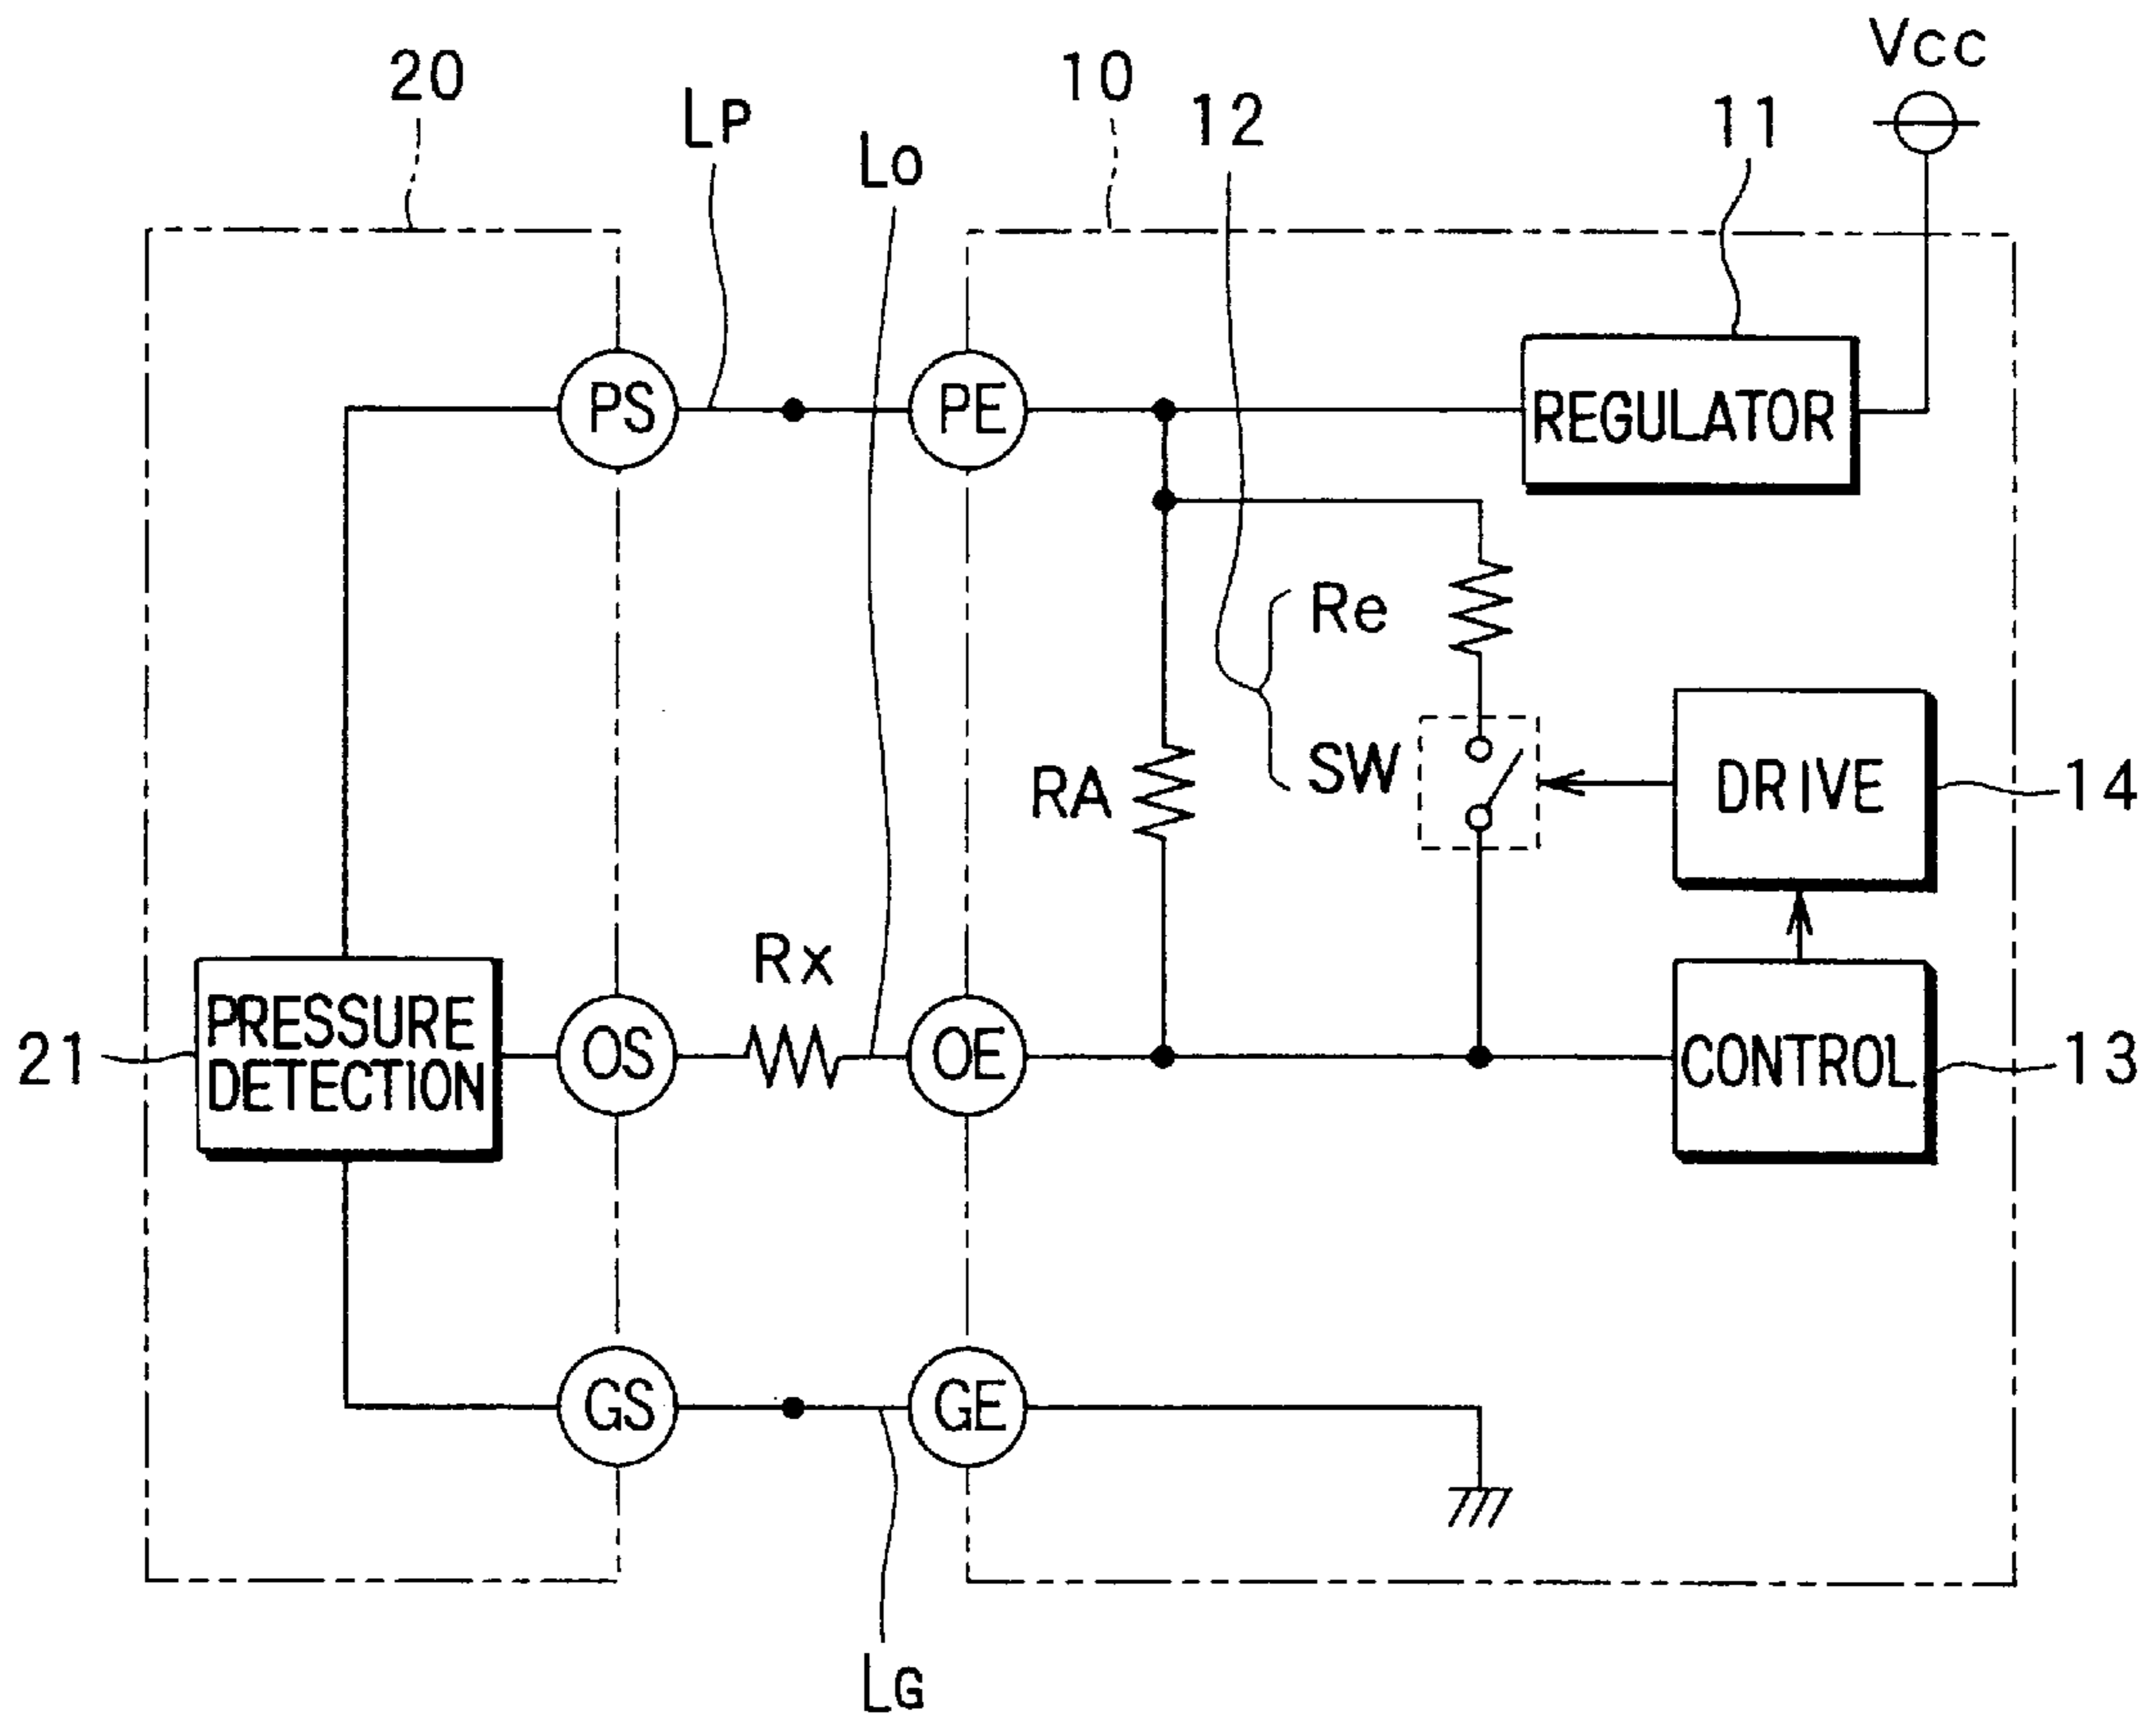 Vcc
20
10
LP
12
11
LO
PS
PE
REGULATOR
Re
SW
RA
DRIVE
14
Rx
PRESSURE
DETECTION
21
OS
OE
CONTROL
13
GS
GE
LG